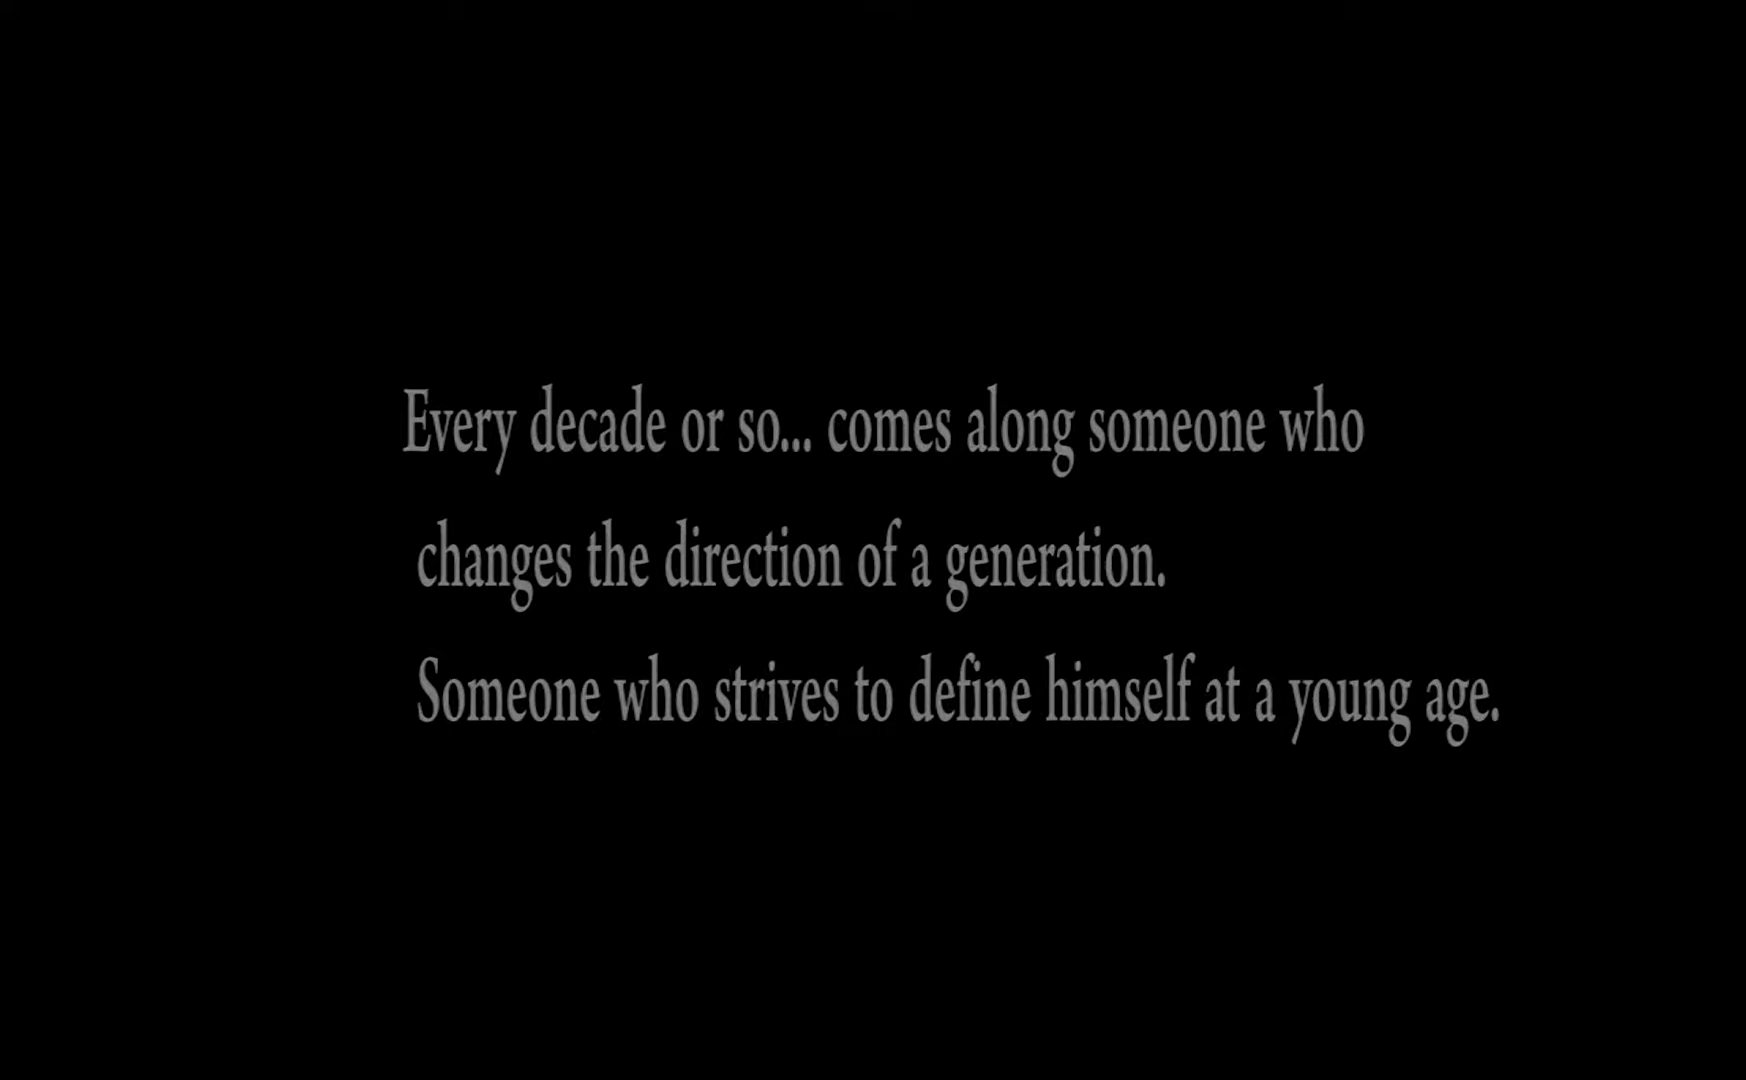 Every decade or so... comes along someone who
changes the direction of a generation.
Someone who strives to define himself at a young age.